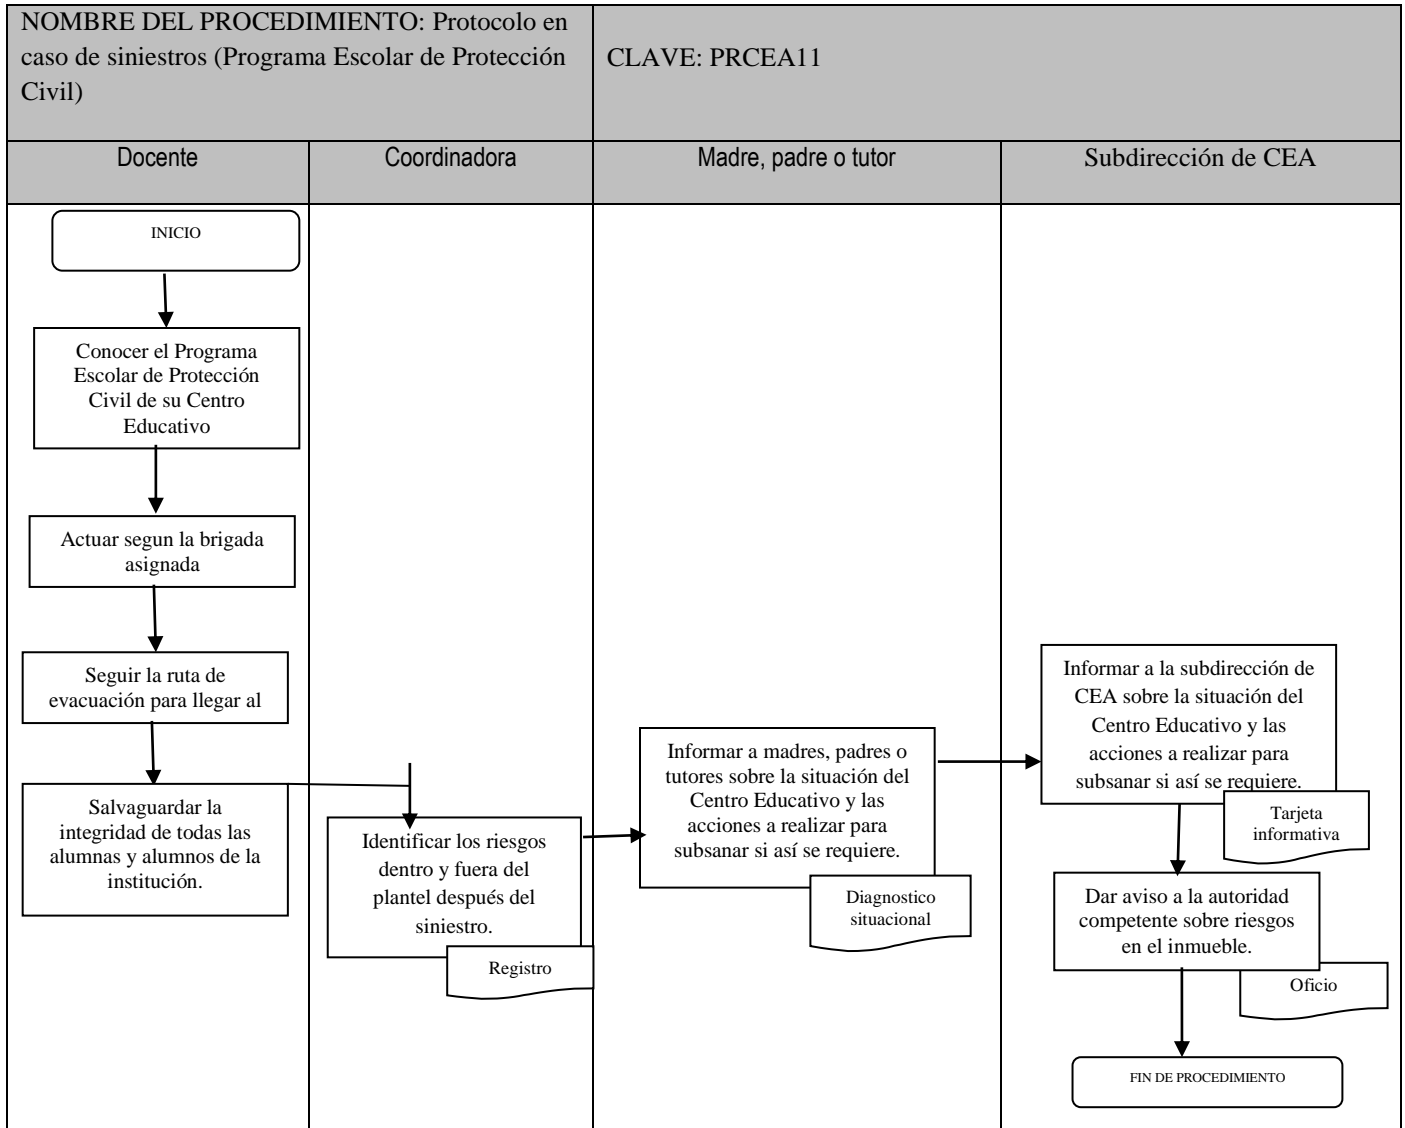 NOMBRE DEL PROCEDIMIENTO: Protocolo en
caso de siniestros (Programa Escolar de Protección
Civil)
CLAVE: PRCEA11
Docente
Coordinadora
Madre, padre o tutor
Subdirección de CEA
INICIO
Conocer el Programa
Escolar de Protección
Civil de su Centro
Educativo
Actuar segun la brigada
asignada
Seguir la ruta de
evacuación para llegar al
Salvaguardar la
integridad de todas las
alumnas y alumnos de la
institución.
Identificar los riesgos
dentro y fuera del
plantel después del
siniestro.
Registro
Informar a madres, padres o
tutores sobre la situación del
Centro Educativo y las
acciones a realizar para
subsanar si así se requiere.
Diagnostico
situacional
Informar a la subdirección de
CEA sobre la situación del
Centro Educativo y las
acciones a realizar para
subsanar si así se requiere.
Tarjeta
informativa
Dar aviso a la autoridad
competente sobre riesgos
en el inmueble.
Oficio
FIN DE PROCEDIMIENTO